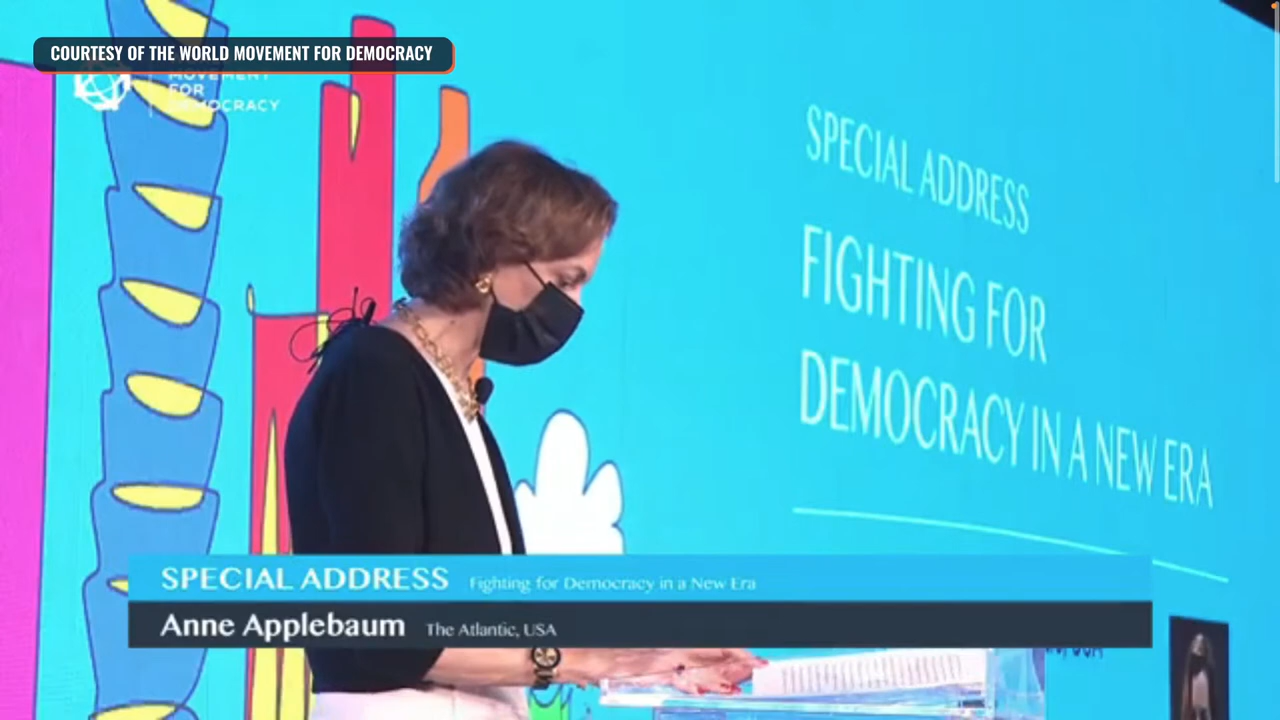 COURTESY OF THE WORLD MOVEMENT FOR DEMOCRACY
MOVEMENT
FOR
DEMOCRACY
SPECIAL ADDRESS
FIGHTING FOR
DEMOCRACY IN A NEW ERA
SPECIAL ADDRESS Fighting for Democracy in a New Era
Anne Applebaum The Atlantic, USA